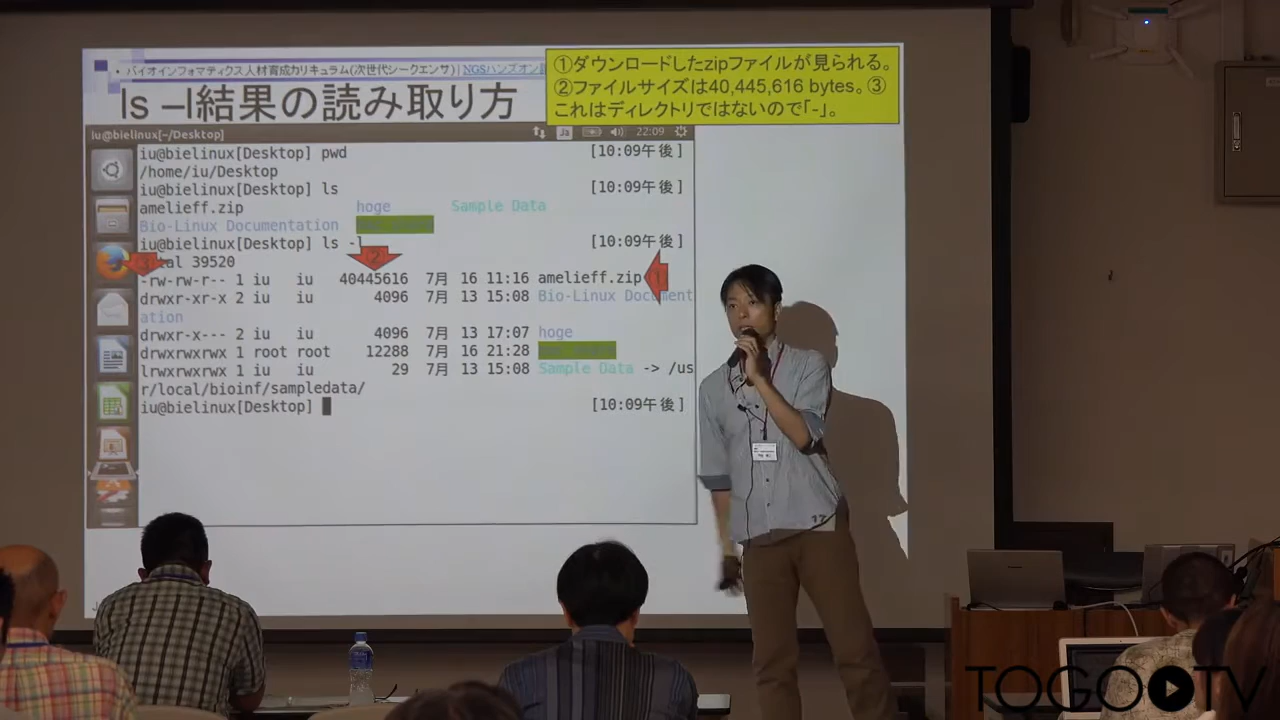 • バイオインフォマティクス人材育成カリキュラム(次世代シークエンサ) | NGSハンズオン
ls –l結果の読み取り方
①ダウンロードしたzipファイルが見られる。
②ファイルサイズは40,445,616 bytes。③
これはディレクトリではないので「-」。
iu@bielinux[~/Desktop]
Ja
22:09
iu@bielinux[Desktop] pwd [10:09午後]
/home/iu/Desktop
iu@bielinux[Desktop] ls [10:09午後]
amelieff.zip hoge Sample Data
Bio-Linux Documentation
iu@bielinux[Desktop] ls -l [10:09午後]
39520
-rw-rw-r-- 1 iu iu 40445616 7月 16 11:16 amelieff.zip
drwxr-xr-x 2 iu iu 4096 7月 13 15:08 Bio-Linux Document
ation
drwxr-x--- 2 iu iu 4096 7月 13 17:07 hoge
drwxrwxrwx 1 root root 12288 7月 16 21:28
lrwxrwxrwx 1 iu iu 29 7月 13 15:08 Sample Data -> /us
r/local/bioinf/sampledata/
iu@bielinux[Desktop] [10:09午後]
③
②
①
17
TOGOTV